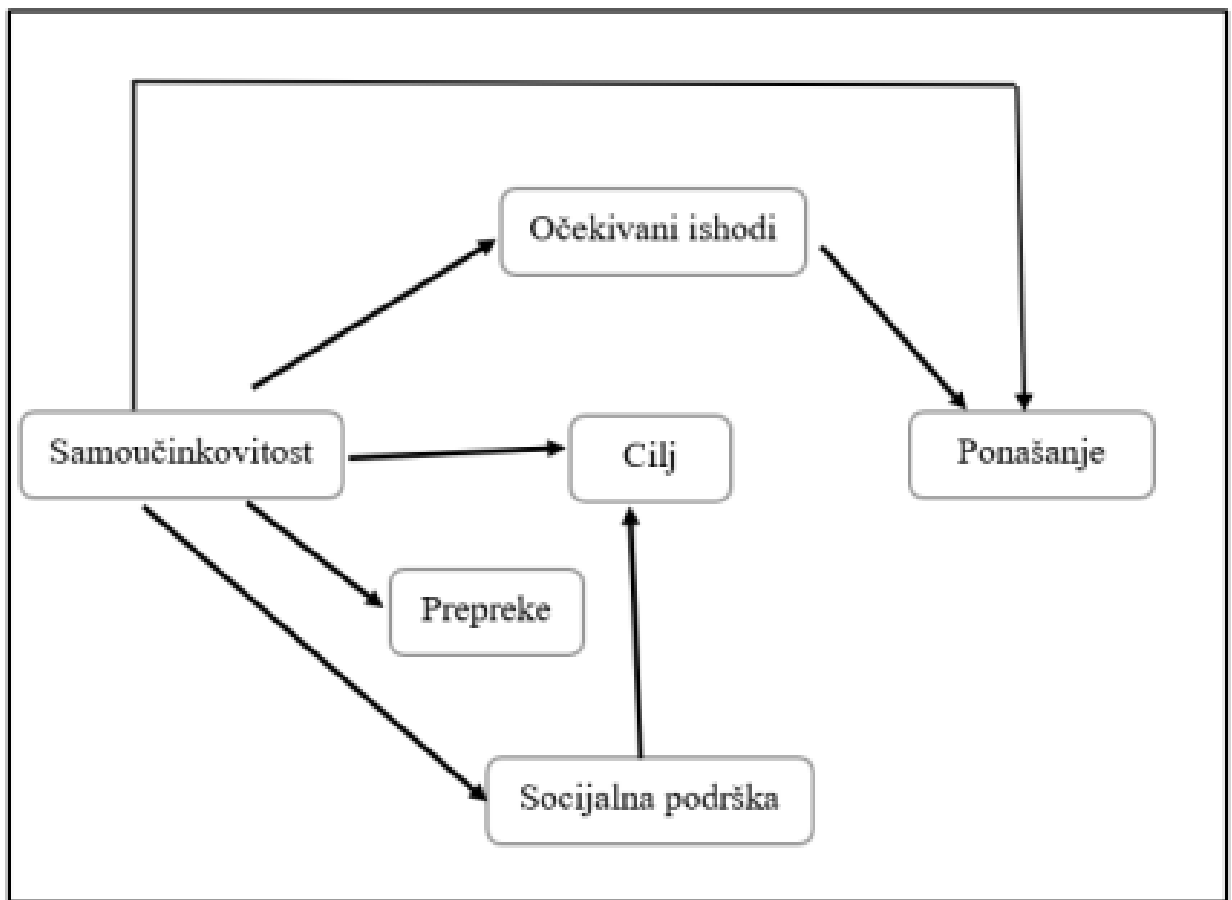 Očekivani ishodi
Samoučinkovitost
Cilj
Ponašanje
Prepreke
Socijalna podrška